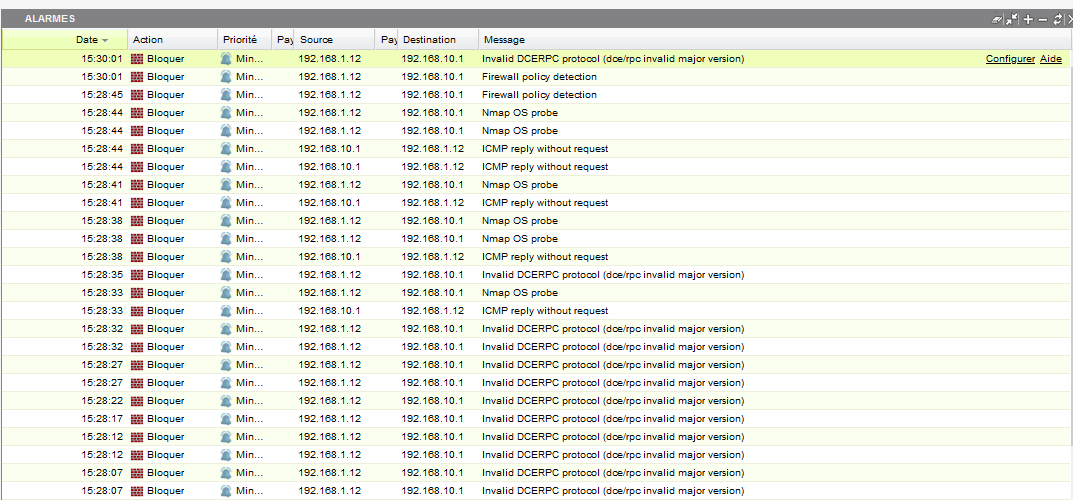 ALARMES
Date Action Priorité Pay Source Pay Destination Message
15:30:01 Bloquer Min... 192.168.1.12 192.168.10.1 Invalid DCERPC protocol (dce/rpc invalid major version) Configurer Aide
15:30:01 Bloquer Min... 192.168.1.12 192.168.10.1 Firewall policy detection
15:28:45 Bloquer Min... 192.168.1.12 192.168.10.1 Firewall policy detection
15:28:44 Bloquer Min... 192.168.1.12 192.168.10.1 Nmap OS probe
15:28:44 Bloquer Min... 192.168.1.12 192.168.10.1 Nmap OS probe
15:28:44 Bloquer Min... 192.168.10.1 192.168.1.12 ICMP reply without request
15:28:44 Bloquer Min... 192.168.10.1 192.168.1.12 ICMP reply without request
15:28:41 Bloquer Min... 192.168.1.12 192.168.10.1 Nmap OS probe
15:28:41 Bloquer Min... 192.168.10.1 192.168.1.12 ICMP reply without request
15:28:38 Bloquer Min... 192.168.1.12 192.168.10.1 Nmap OS probe
15:28:38 Bloquer Min... 192.168.1.12 192.168.10.1 Nmap OS probe
15:28:38 Bloquer Min... 192.168.10.1 192.168.1.12 ICMP reply without request
15:28:35 Bloquer Min... 192.168.1.12 192.168.10.1 Invalid DCERPC protocol (dce/rpc invalid major version)
15:28:33 Bloquer Min... 192.168.1.12 192.168.10.1 Nmap OS probe
15:28:33 Bloquer Min... 192.168.10.1 192.168.1.12 ICMP reply without request
15:28:32 Bloquer Min... 192.168.1.12 192.168.10.1 Invalid DCERPC protocol (dce/rpc invalid major version)
15:28:32 Bloquer Min... 192.168.1.12 192.168.10.1 Invalid DCERPC protocol (dce/rpc invalid major version)
15:28:27 Bloquer Min... 192.168.1.12 192.168.10.1 Invalid DCERPC protocol (dce/rpc invalid major version)
15:28:27 Bloquer Min... 192.168.1.12 192.168.10.1 Invalid DCERPC protocol (dce/rpc invalid major version)
15:28:22 Bloquer Min... 192.168.1.12 192.168.10.1 Invalid DCERPC protocol (dce/rpc invalid major version)
15:28:17 Bloquer Min... 192.168.1.12 192.168.10.1 Invalid DCERPC protocol (dce/rpc invalid major version)
15:28:12 Bloquer Min... 192.168.1.12 192.168.10.1 Invalid DCERPC protocol (dce/rpc invalid major version)
15:28:12 Bloquer Min... 192.168.1.12 192.168.10.1 Invalid DCERPC protocol (dce/rpc invalid major version)
15:28:07 Bloquer Min... 192.168.1.12 192.168.10.1 Invalid DCERPC protocol (dce/rpc invalid major version)
15:28:07 Bloquer Min... 192.168.1.12 192.168.10.1 Invalid DCERPC protocol (dce/rpc invalid major version)